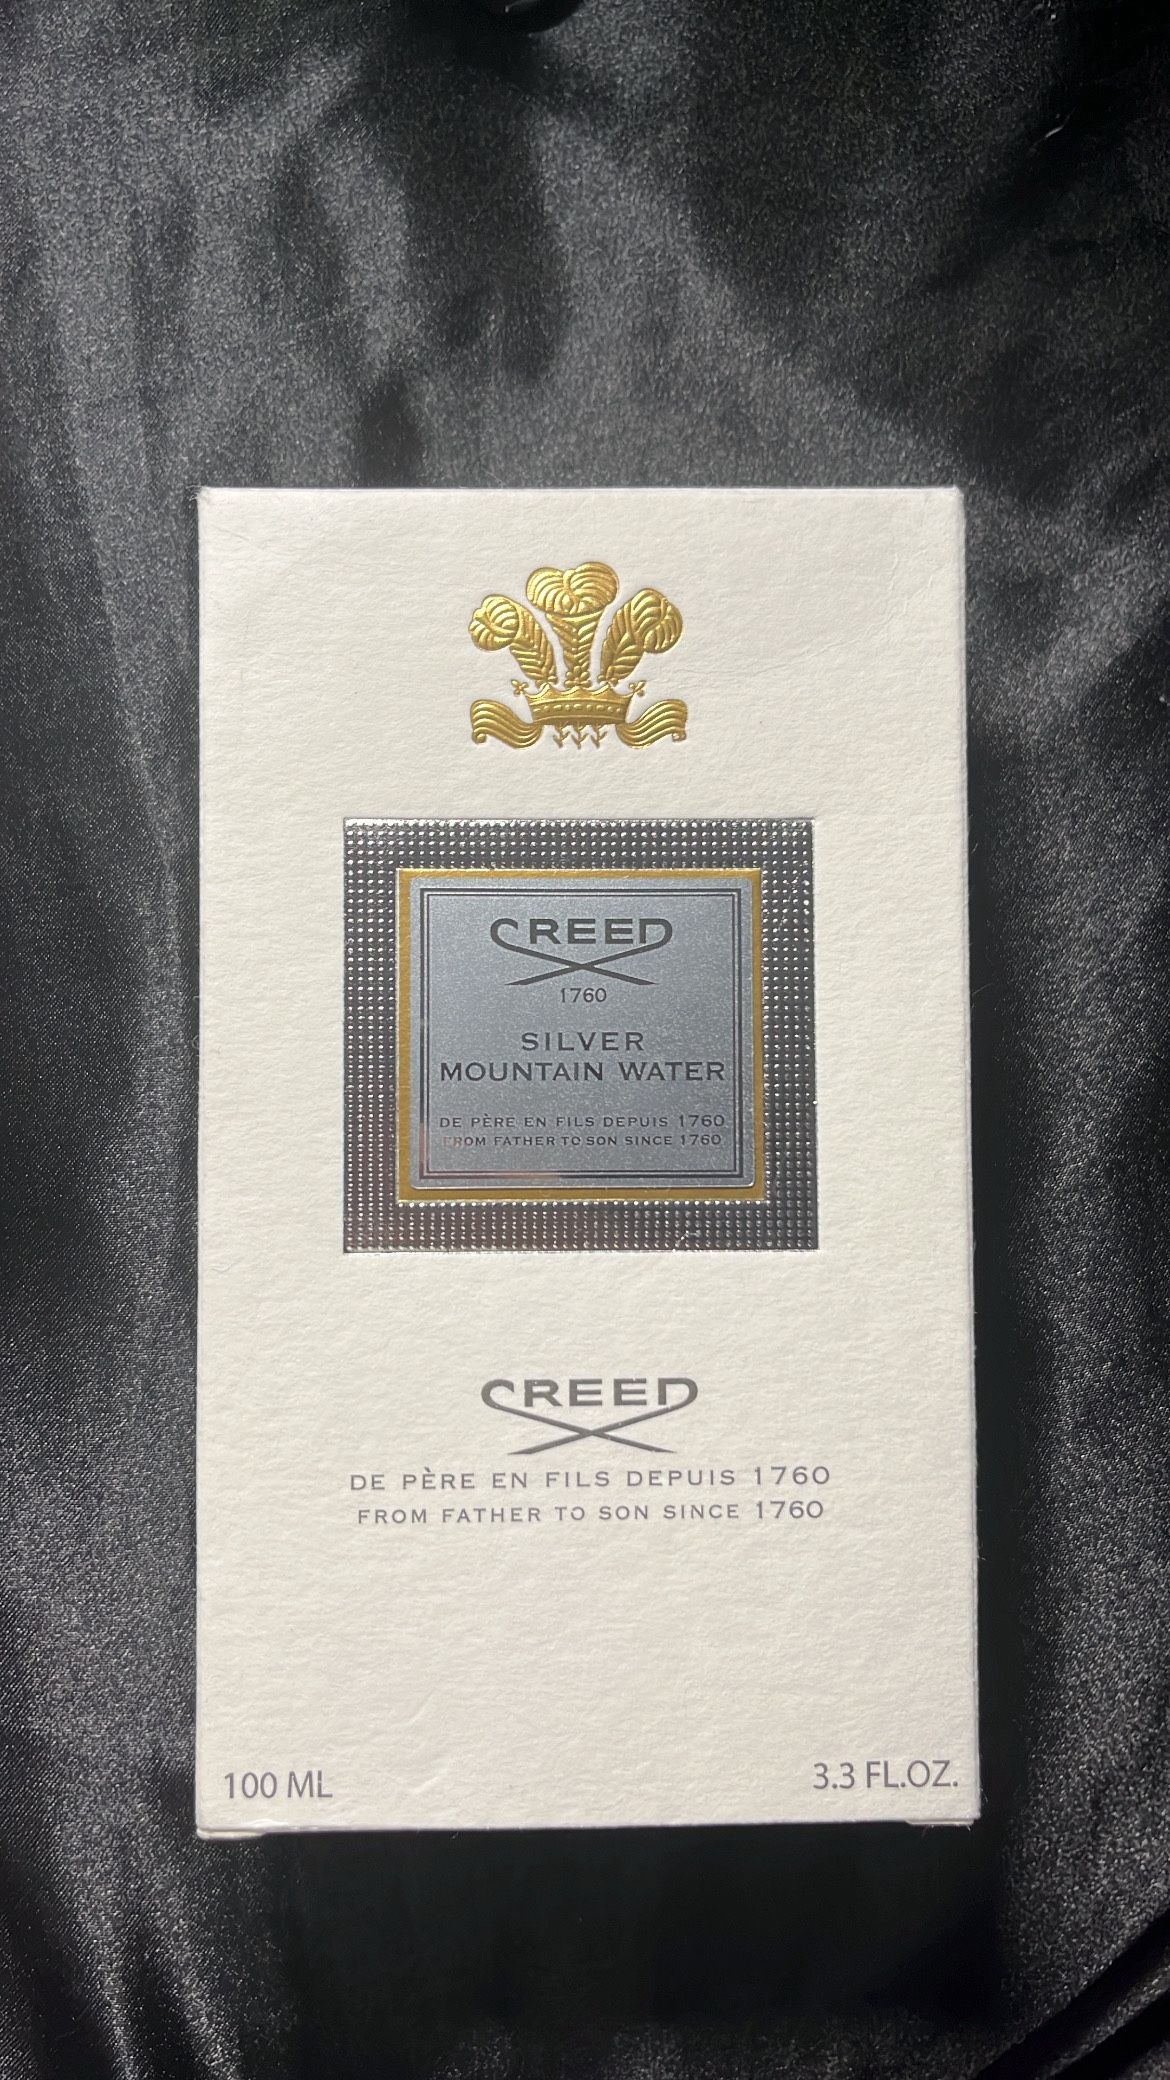 CREED
1760
SILVER
MOUNTAIN WATER
DE PÈRE EN FILS DEPUIS 1760
FROM FATHER TO SON SINCE 1760
CREED
DE PÈRE EN FILS DEPUIS 1760
FROM FATHER TO SON SINCE 1760
100 ML
3.3 FL.OZ.